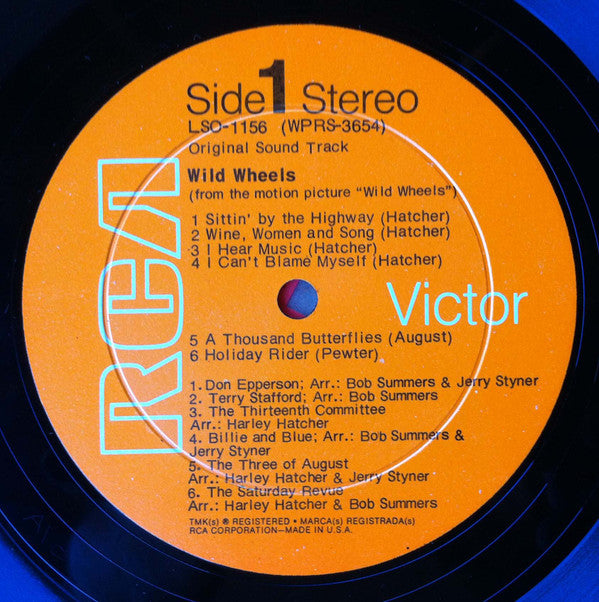 Side 1 Stereo
LSO-1156 (WPRS-3654)
Original Sound Track
Wild Wheels
(from the motion picture "Wild Wheels")
1 Sittin' by the Highway (Hatcher)
2 Wine, Women and Song (Hatcher)
3 I Hear Music (Hatcher)
4 I Can't Blame Myself (Hatcher)
RCA
Victor
5 A Thousand Butterflies (August)
6 Holiday Rider (Pewter)
1. Don Epperson; Arr.: Bob Summers & Jerry Styner
2. Terry Stafford; Arr.: Bob Summers
3. The Thirteenth Committee
Arr.: Harley Hatcher
4. Billie and Blue; Arr.: Bob Summers &
Jerry Styner
5. The Three of August
Arr.: Harley Hatcher & Jerry Styner
6. The Saturday Revue
Arr.: Harley Hatcher & Bob Summers
TMK(s) ® REGISTERED • MARCA(s) REGISTRADA(s)
RCA CORPORATION—MADE IN U.S.A.